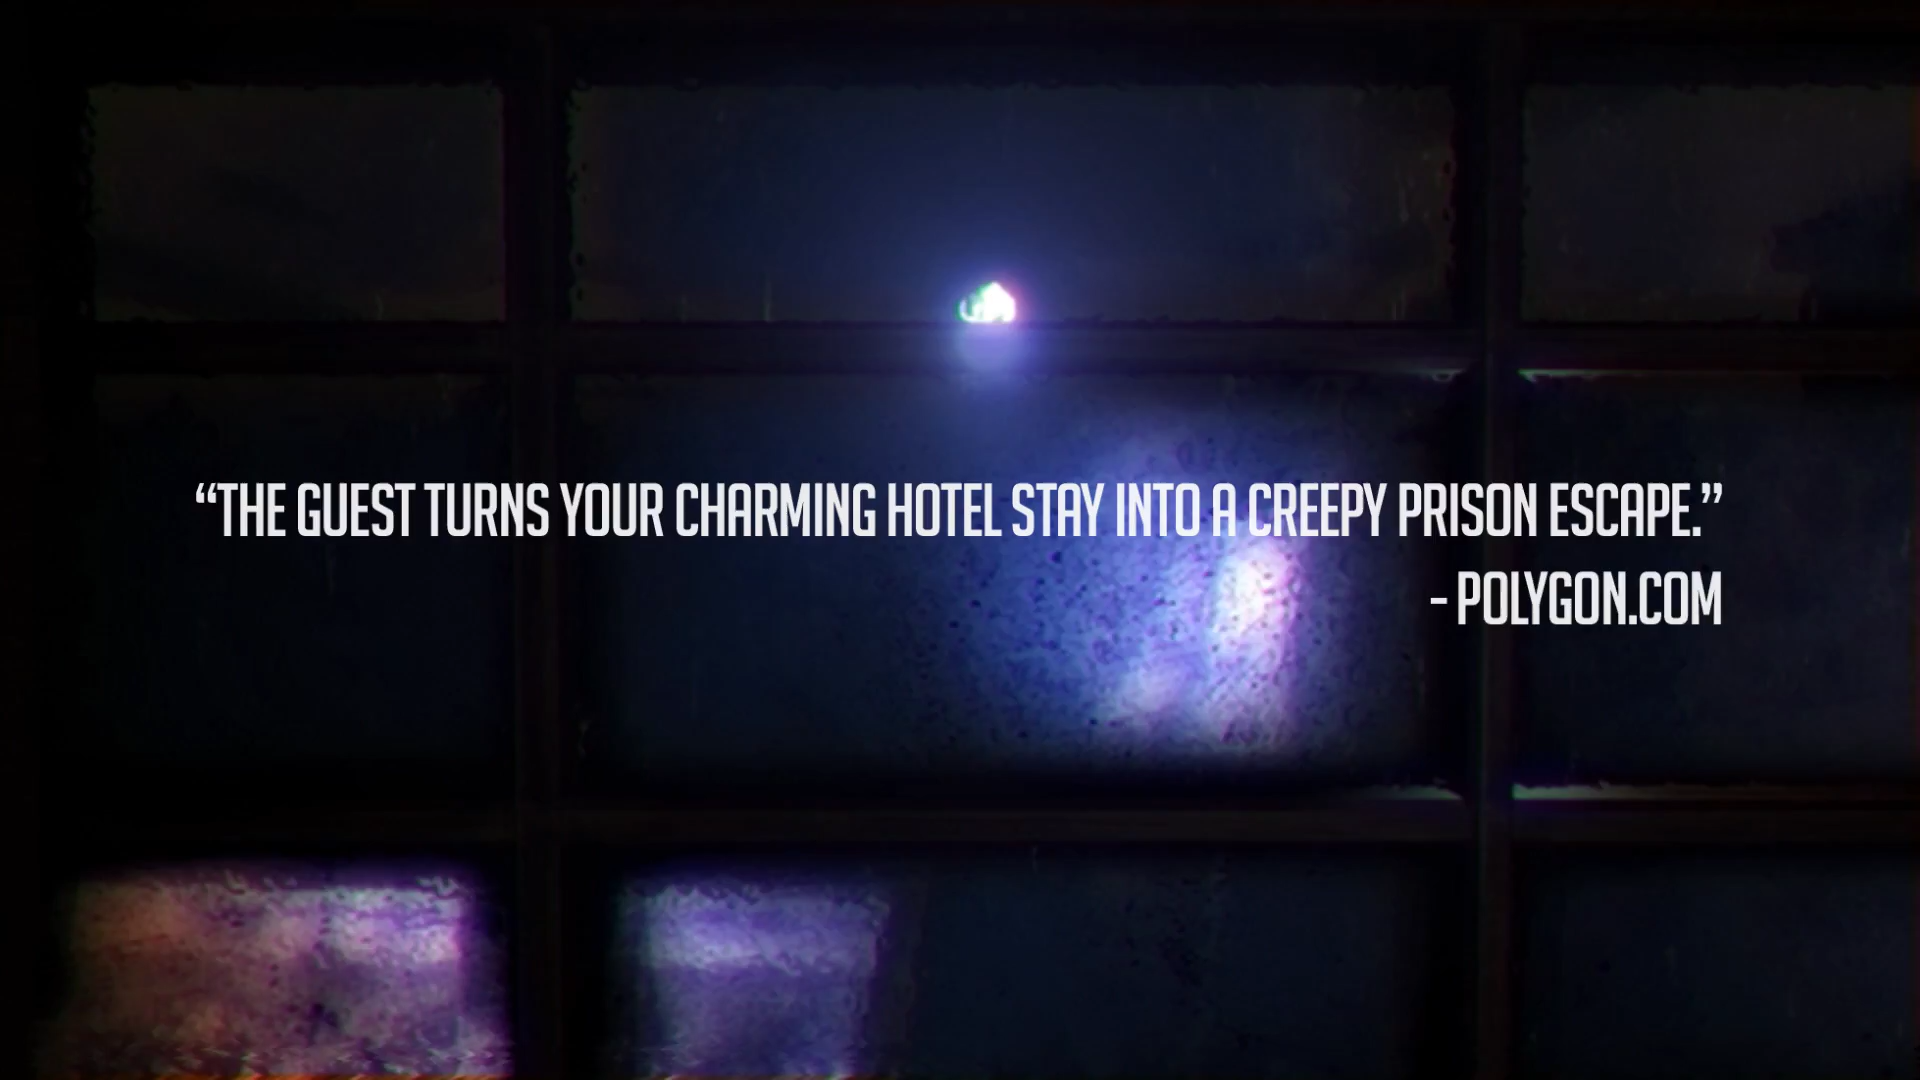 “THE GUEST TURNS YOUR CHARMING HOTEL STAY INTO A CREEPY PRISON ESCAPE.”
- POLYGON.COM